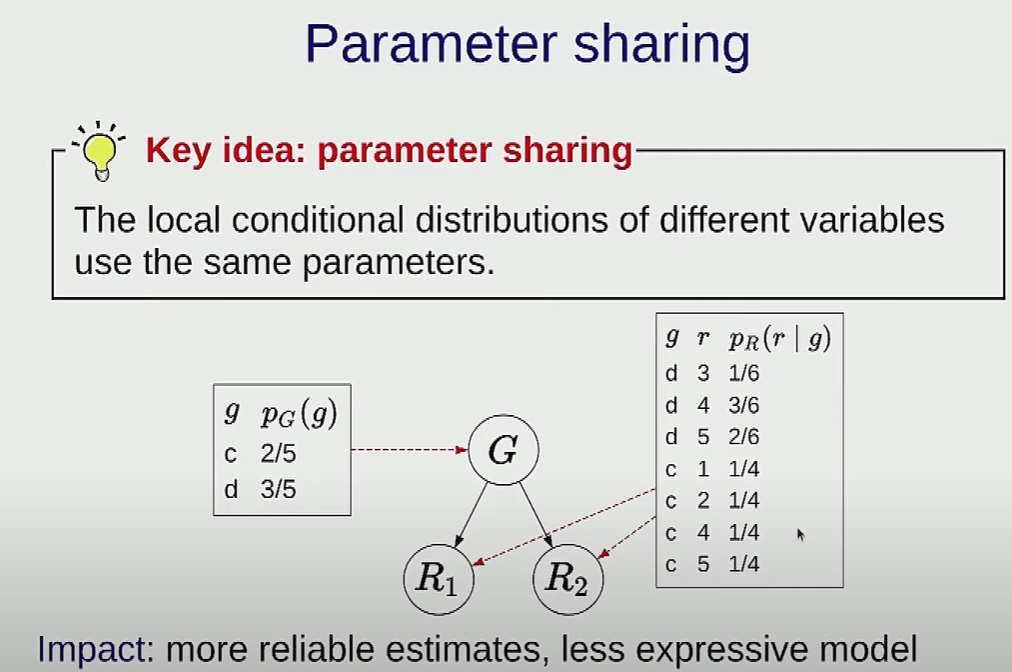 Parameter sharing
Key idea: parameter sharing
The local conditional distributions of different variables
use the same parameters.
g p_G(g)
c 2/5
d 3/5
G
R_1
R_2
g r p_R(r | g)
d 3 1/6
d 4 3/6
d 5 2/6
c 1 1/4
c 2 1/4
c 4 1/4
c 5 1/4
Impact: more reliable estimates, less expressive model